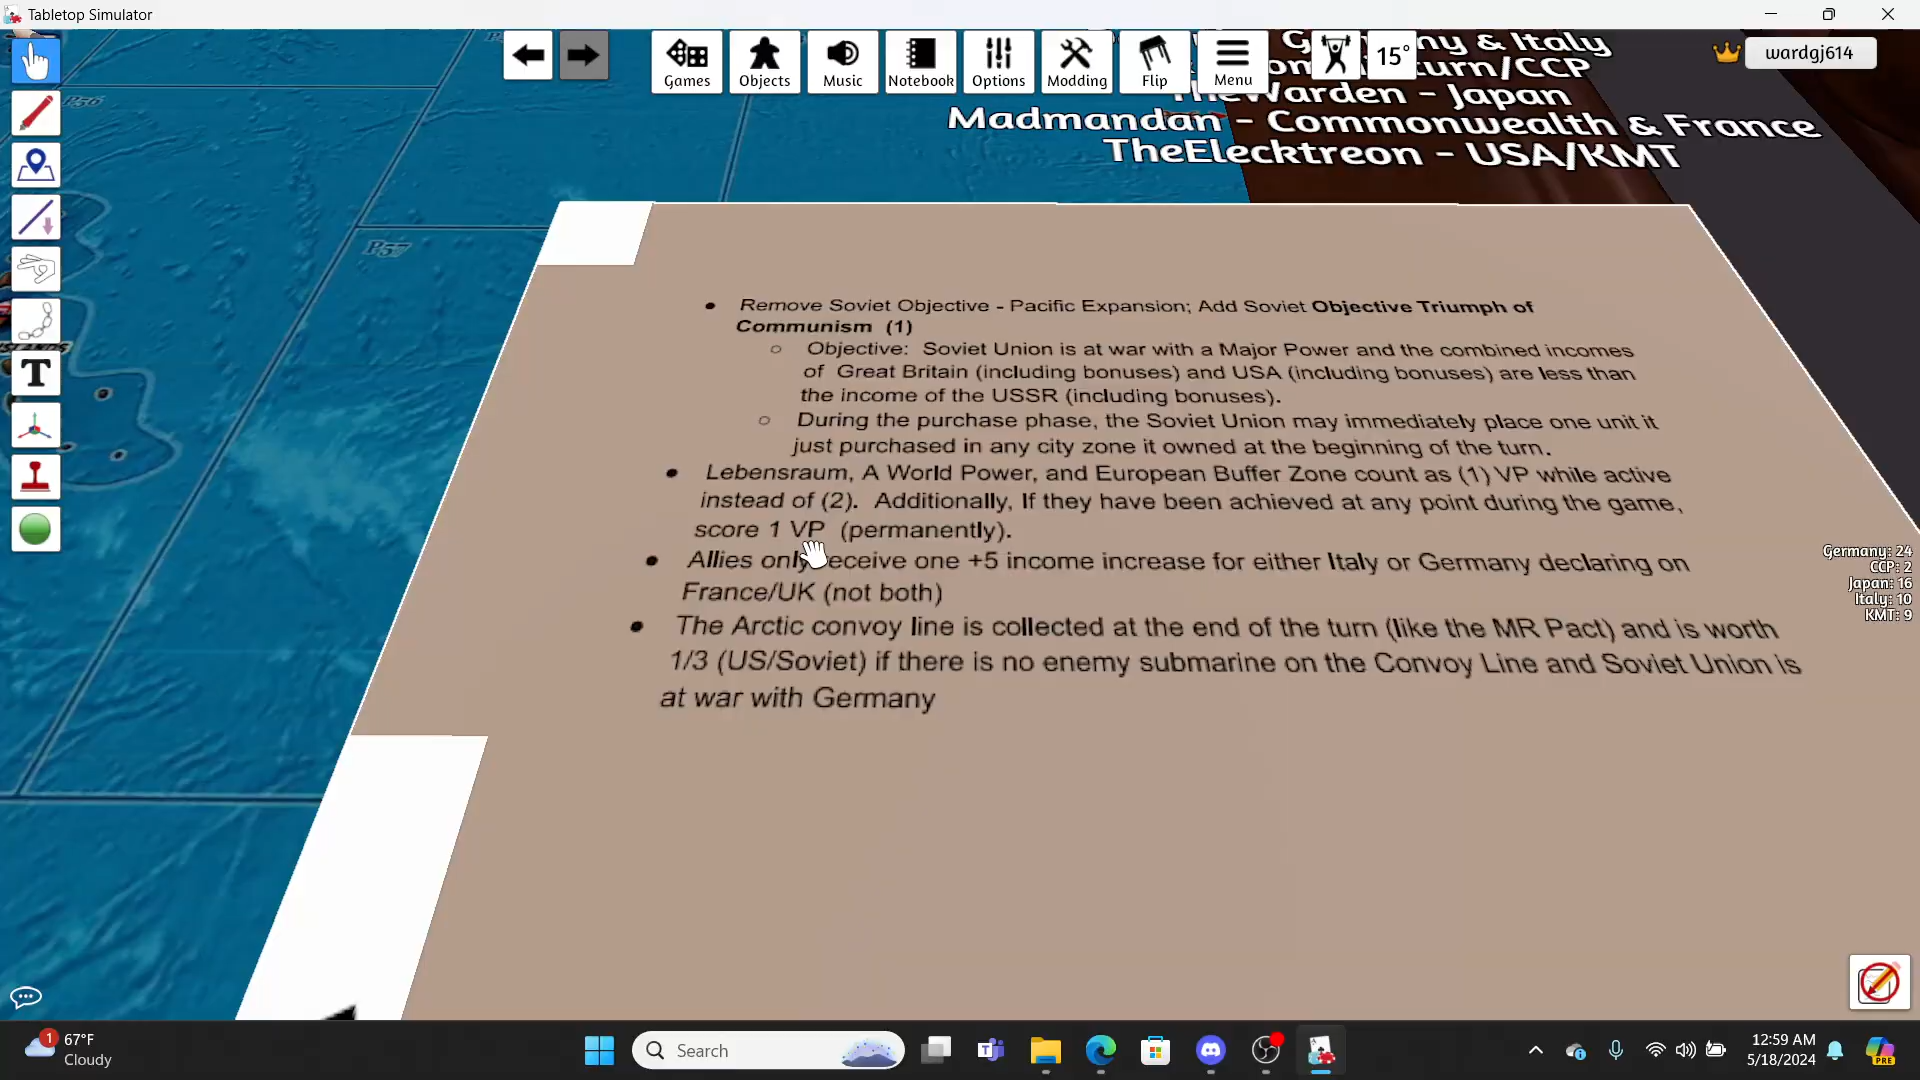 Tabletop Simulator
Games
Objects
Music
Notebook
Options
Modding
Flip
Menu
15°
wardgj614
& Italy
turn/CCP
TheWarden - Japan
Madmandan - Commonwealth & France
TheElecktreon - USA/KMT
P56
P57
• Remove Soviet Objective - Pacific Expansion; Add Soviet Objective Triumph of
Communism (1)
○ Objective: Soviet Union is at war with a Major Power and the combined incomes
of Great Britain (including bonuses) and USA (including bonuses) are less than
the income of the USSR (including bonuses).
○ During the purchase phase, the Soviet Union may immediately place one unit it
just purchased in any city zone it owned at the beginning of the turn.
• Lebensraum, A World Power, and European Buffer Zone count as (1) VP while active
instead of (2). Additionally, If they have been achieved at any point during the game,
score 1 VP (permanently).
• Allies only receive one +5 income increase for either Italy or Germany declaring on
France/UK (not both)
• The Arctic convoy line is collected at the end of the turn (like the MR Pact) and is worth
1/3 (US/Soviet) if there is no enemy submarine on the Convoy Line and Soviet Union is
at war with Germany
T
Germany: 24
CCP: 2
Japan: 16
Italy: 10
KMT: 9
1
67°F
Cloudy
Search
12:59 AM
5/18/2024
PRE